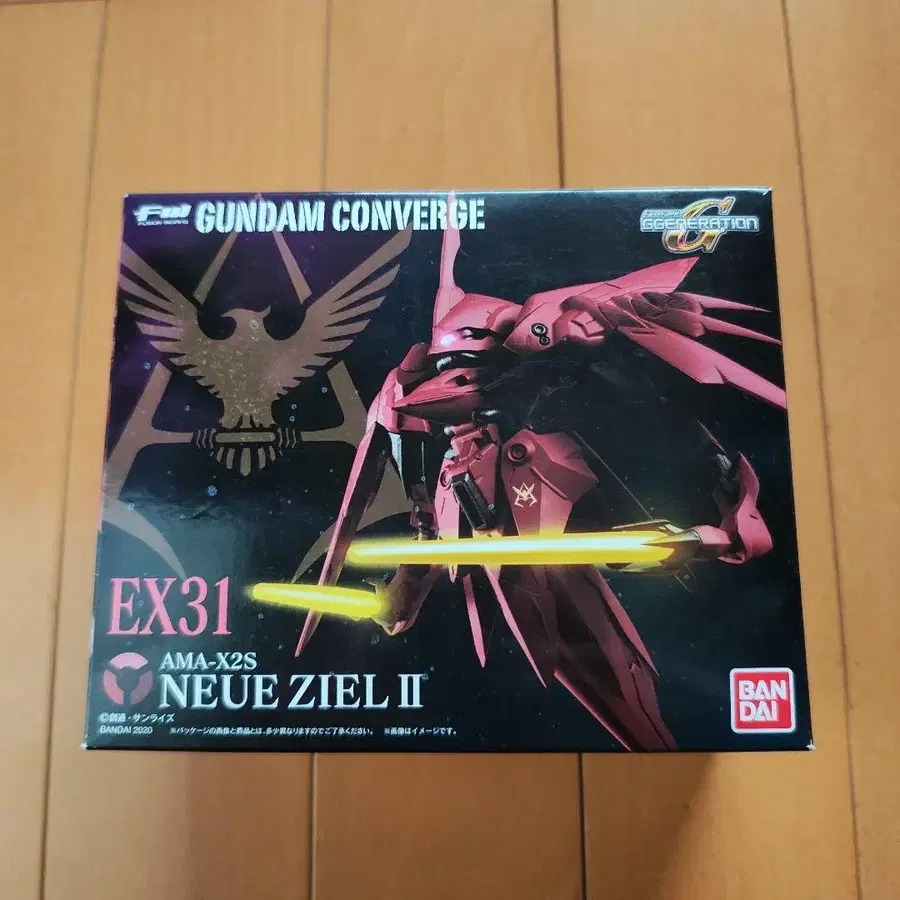 FW GUNDAM CONVERGE
FUSION WORKS
GGENERATION
EX31
AMA-X2S
NEUE ZIEL II
©創通・サンライズ
BANDAI 2020 ※パッケージの画像と商品とは、多少異なりますのでご了承ください。 ※画像はイメージです。
BAN
DAI